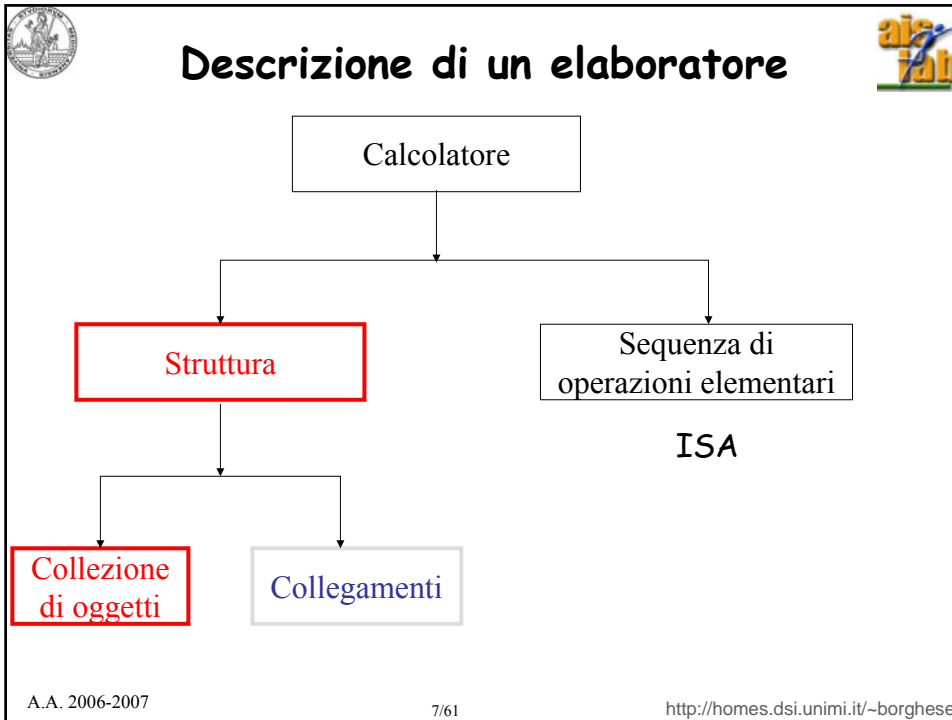 Descrizione di un elaboratore
Calcolatore
Struttura
Sequenza di
operazioni elementari
ISA
Collezione
di oggetti
Collegamenti
A.A. 2006-2007
7/61
http://homes.dsi.unimi.it/~borghese